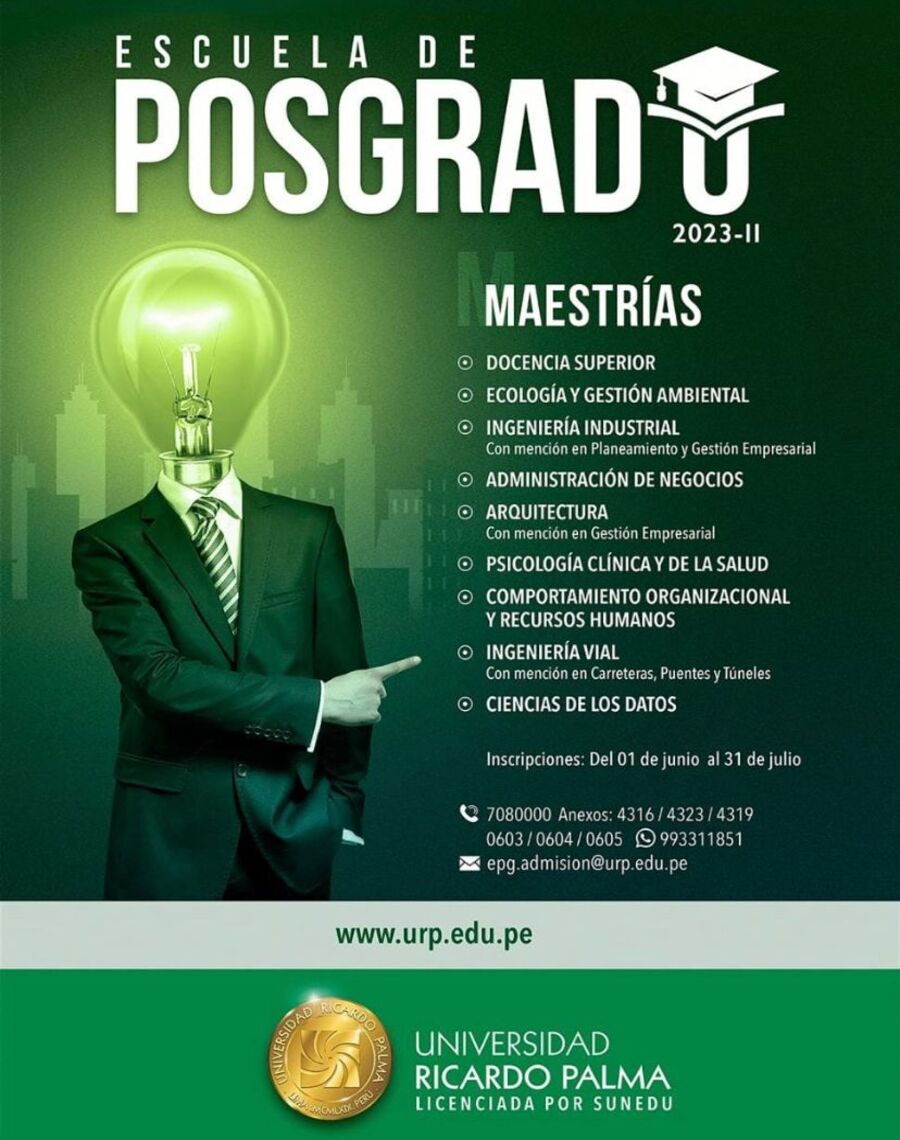 ESCUELA DE
POSGRADO
2023-II
MAESTRÍAS
DOCENCIA SUPERIOR
ECOLOGÍA Y GESTIÓN AMBIENTAL
INGENIERÍA INDUSTRIAL
Con mención en Planeamiento y Gestión Empresarial
ADMINISTRACIÓN DE NEGOCIOS
ARQUITECTURA
Con mención en Gestión Empresarial
PSICOLOGÍA CLÍNICA Y DE LA SALUD
COMPORTAMIENTO ORGANIZACIONAL
Y RECURSOS HUMANOS
INGENIERÍA VIAL
Con mención en Carreteras, Puentes y Túneles
CIENCIAS DE LOS DATOS
Inscripciones: Del 01 de junio al 31 de julio
7080000 Anexos: 4316 / 4323 / 4319
0603 / 0604 / 0605 993311851
epg.admision@urp.edu.pe
www.urp.edu.pe
UNIVERSIDAD RICARDO PALMA
LIMA MCMLXIX PERU
UNIVERSIDAD
RICARDO PALMA
LICENCIADA POR SUNEDU